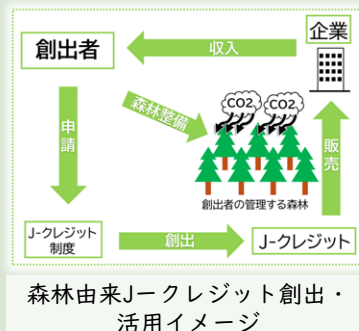 企業
創出者
収入
CO2
CO2
森林整備
申請
販売
創出者の管理する森林
J-クレジット
制度
創出
J-クレジット
森林由来J-クレジット創出・
活用イメージ